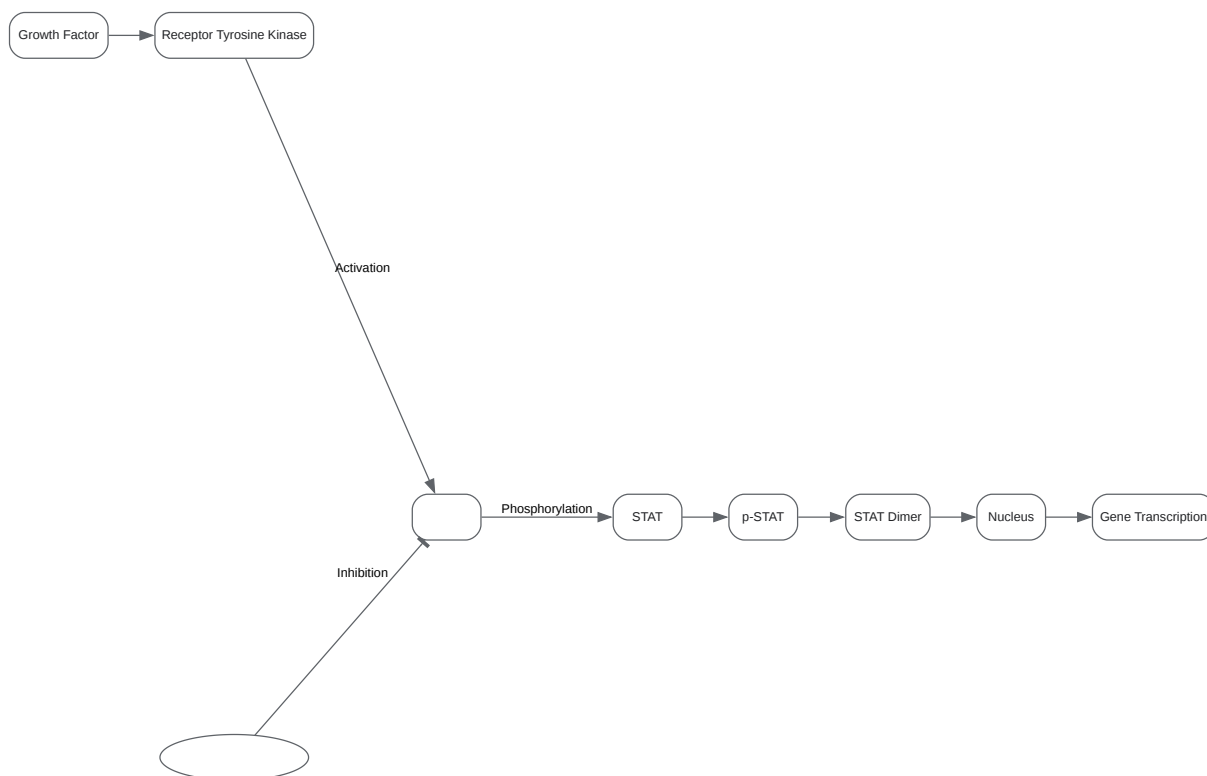 Growth Factor
Receptor Tyrosine Kinase
Activation
Phosphorylation
STAT
p-STAT
STAT Dimer
Nucleus
Gene Transcription
Inhibition